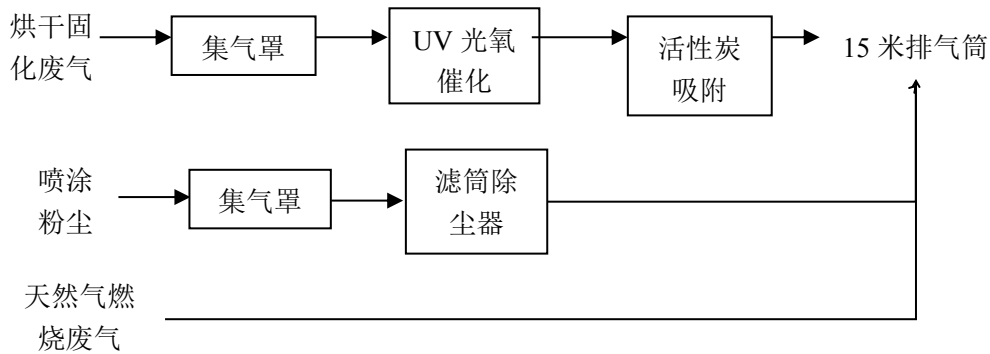 烘干固
化废气
集气罩
UV 光氧
催化
活性炭
吸附
15 米排气筒
喷涂
粉尘
集气罩
滤筒除
尘器
天然气燃
烧废气